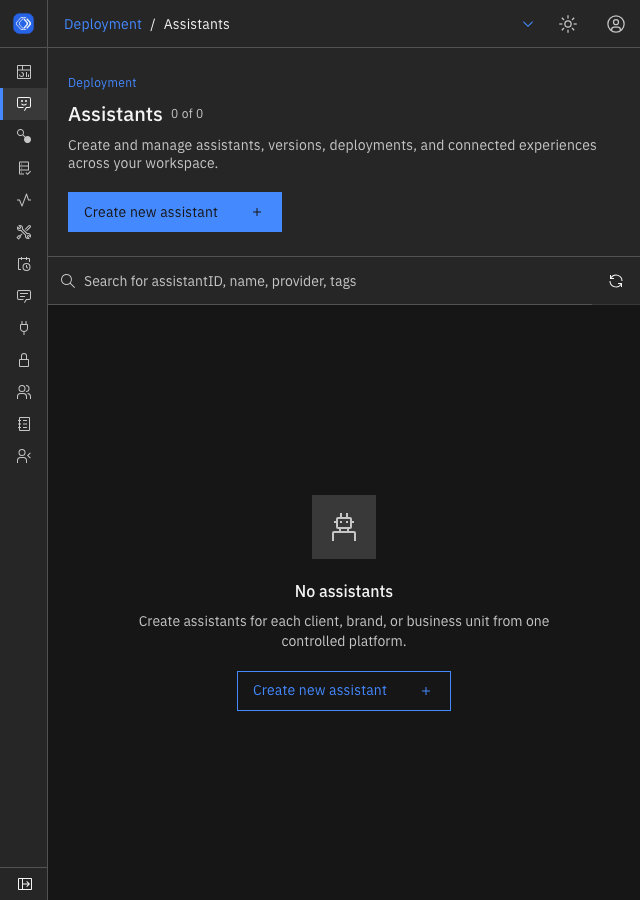 Deployment / Assistants
Deployment
Assistants 0 of 0
Create and manage assistants, versions, deployments, and connected experiences
across your workspace.
Create new assistant +
Search for assistantID, name, provider, tags
No assistants
Create assistants for each client, brand, or business unit from one
controlled platform.
Create new assistant +